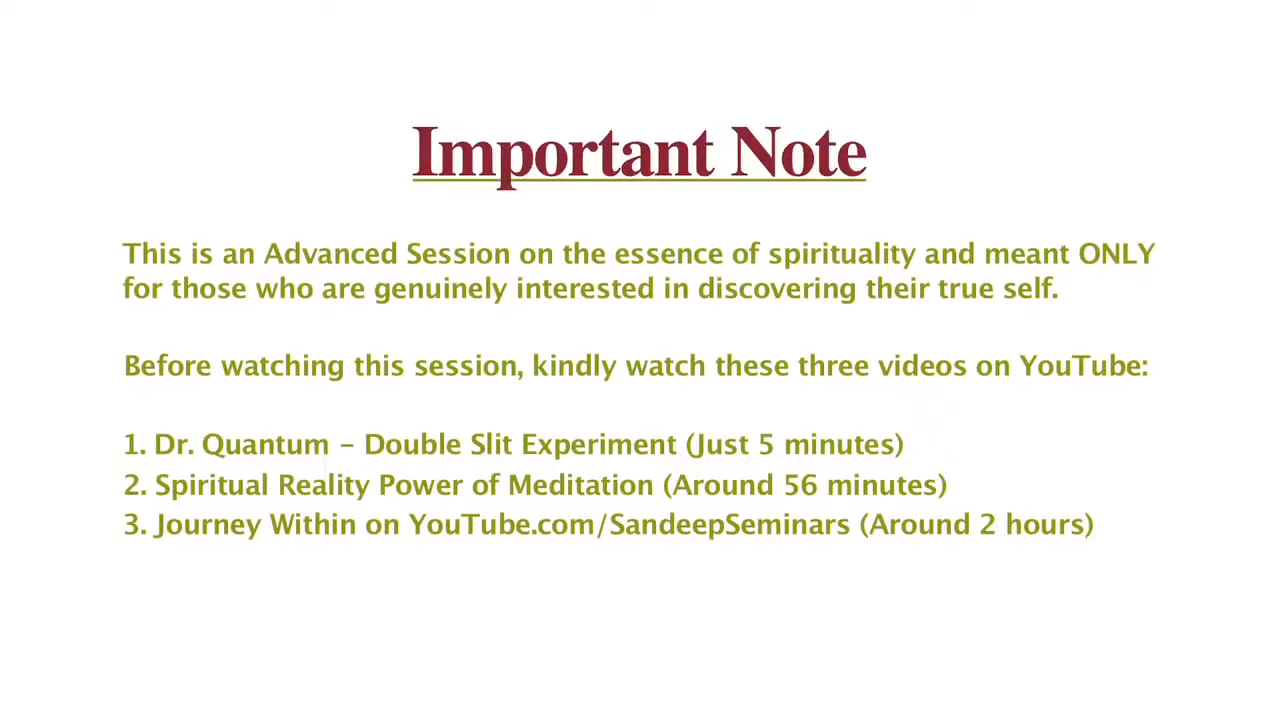 Important Note
This is an Advanced Session on the essence of spirituality and meant ONLY
for those who are genuinely interested in discovering their true self.
Before watching this session, kindly watch these three videos on YouTube:
1. Dr. Quantum - Double Slit Experiment (Just 5 minutes)
2. Spiritual Reality Power of Meditation (Around 56 minutes)
3. Journey Within on YouTube.com/SandeepSeminars (Around 2 hours)